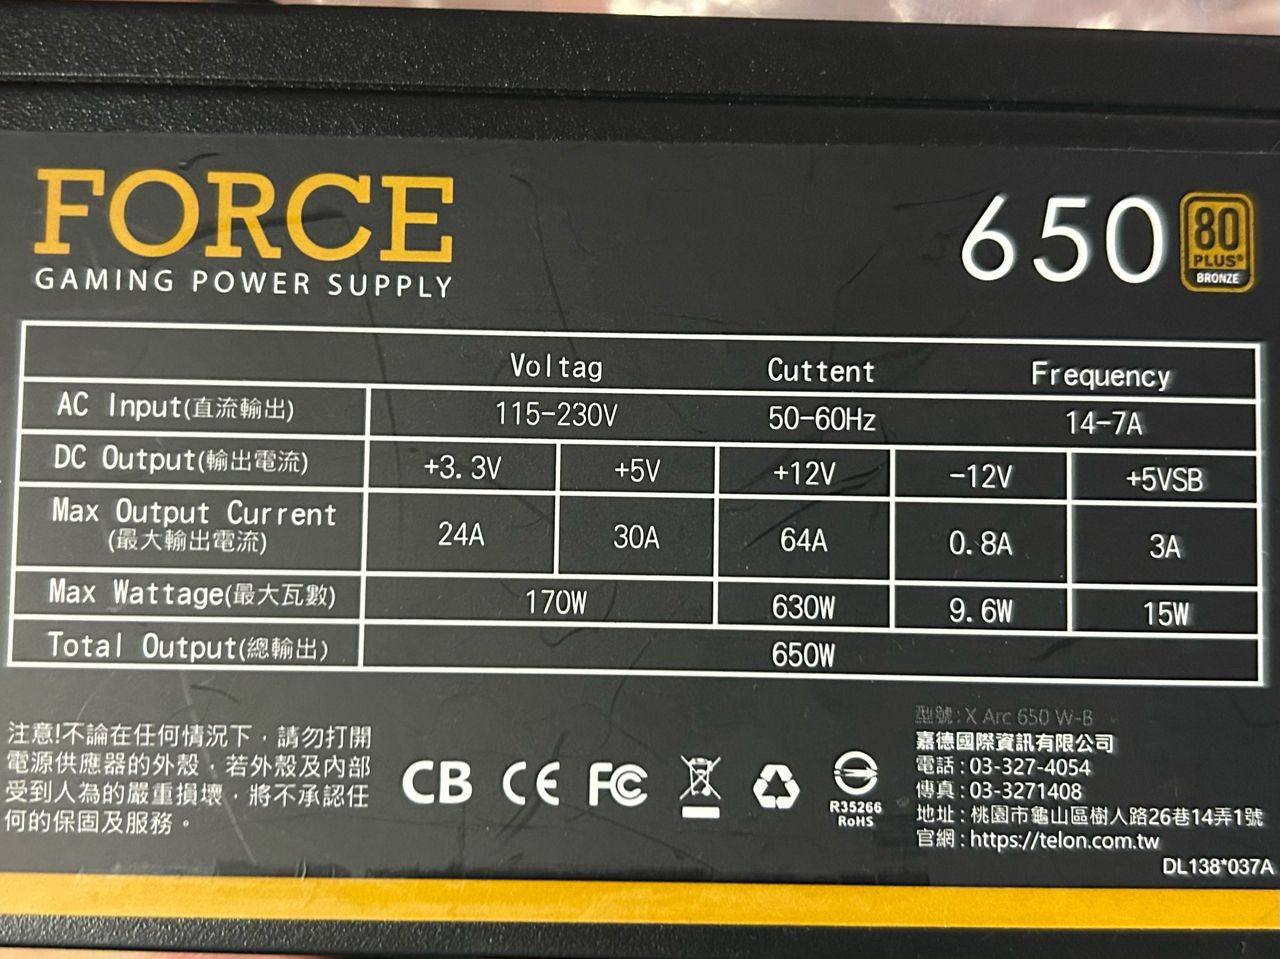 FORCE
GAMING POWER SUPPLY
650
80
PLUS®
BRONZE
Voltag Cuttent Frequency
AC Input(直流輸出) 115-230V 50-60Hz 14-7A
DC Output(輸出電流) +3.3V +5V +12V -12V +5VSB
Max Output Current
(最大輸出電流) 24A 30A 64A 0.8A 3A
Max Wattage(最大瓦數) 170W 630W 9.6W 15W
Total Output(總輸出) 650W
注意!不論在任何情況下，請勿打開
電源供應器的外殼，若外殼及內部
受到人為的嚴重損壞，將不承認任
何的保固及服務。
CB CE FC
R35266
RoHS
型號:X Arc 650 W-B
嘉德國際資訊有限公司
電話:03-327-4054
傳真:03-3271408
地址:桃園市龜山區樹人路26巷14弄1號
官網:https://telon.com.tw
DL138*037A